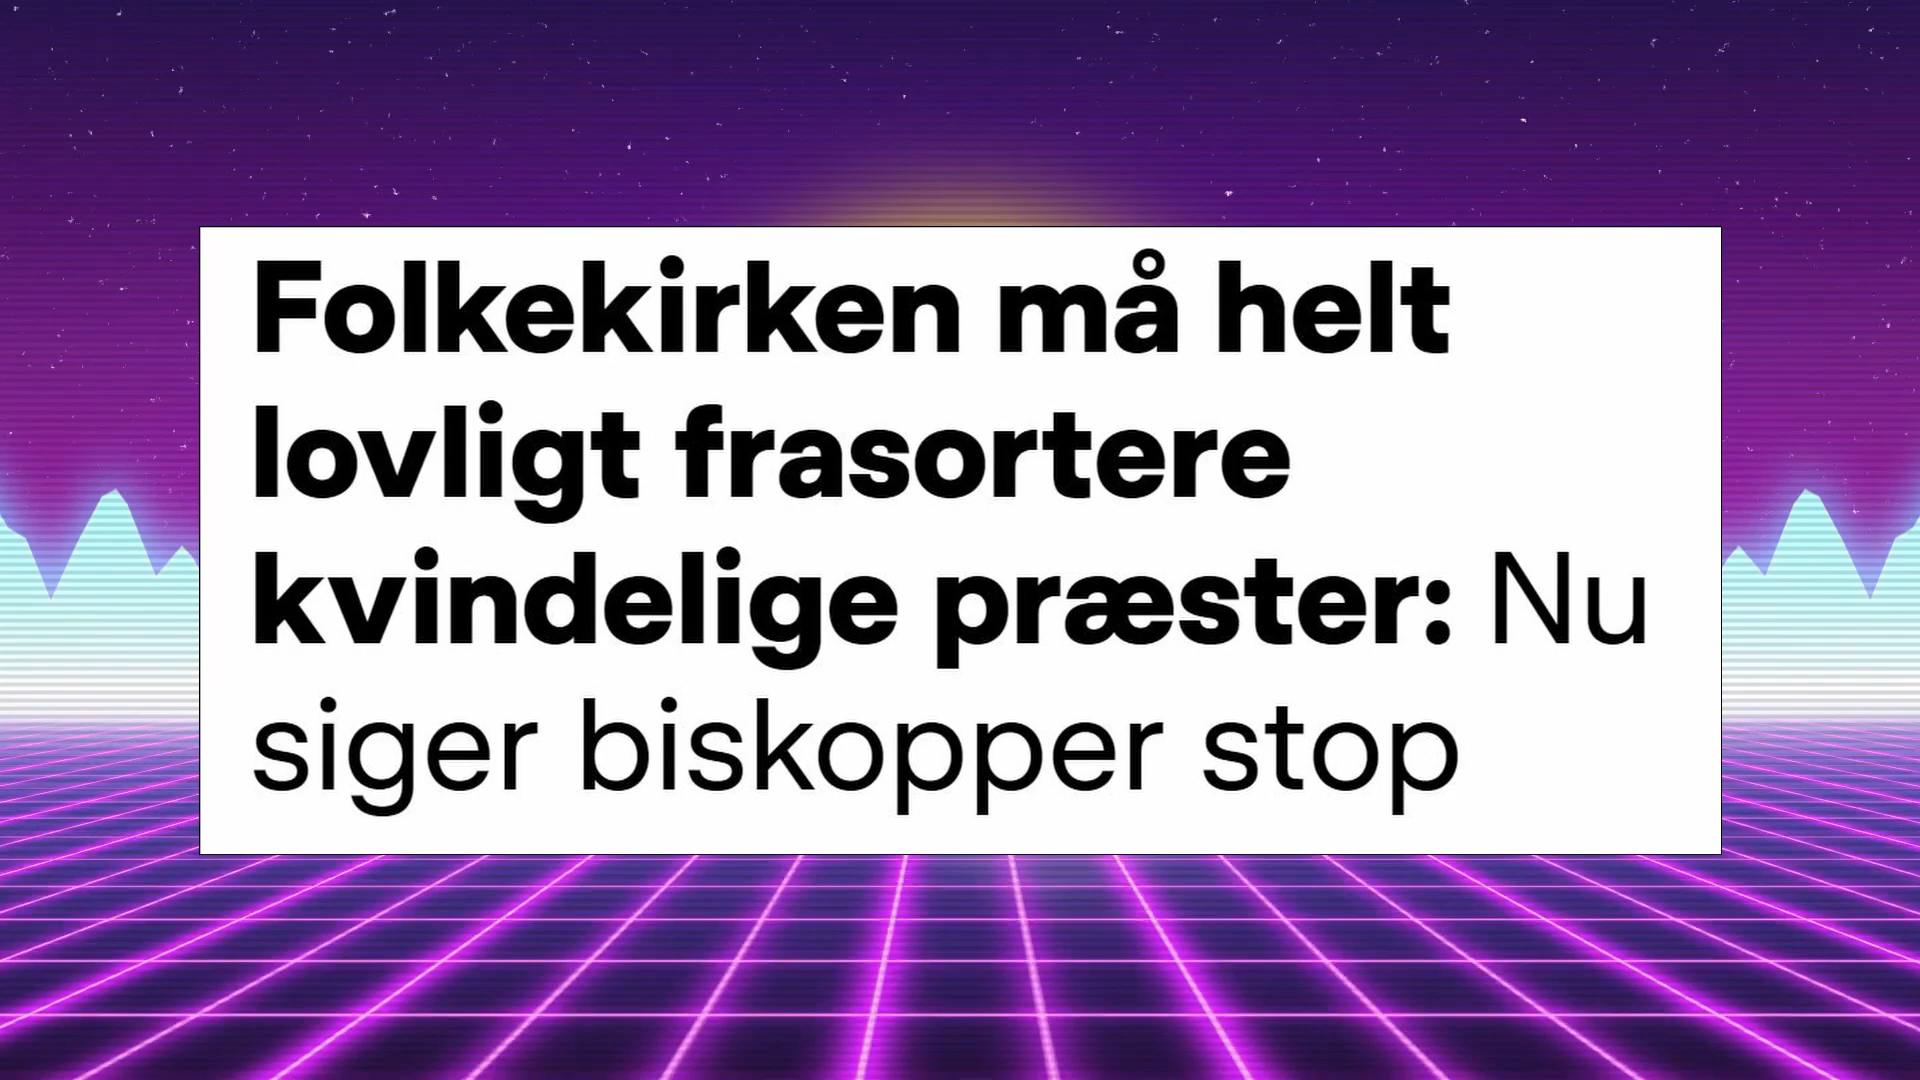 Folkekirken må helt
lovligt frasortere
kvindelige præster: Nu
siger biskopper stop